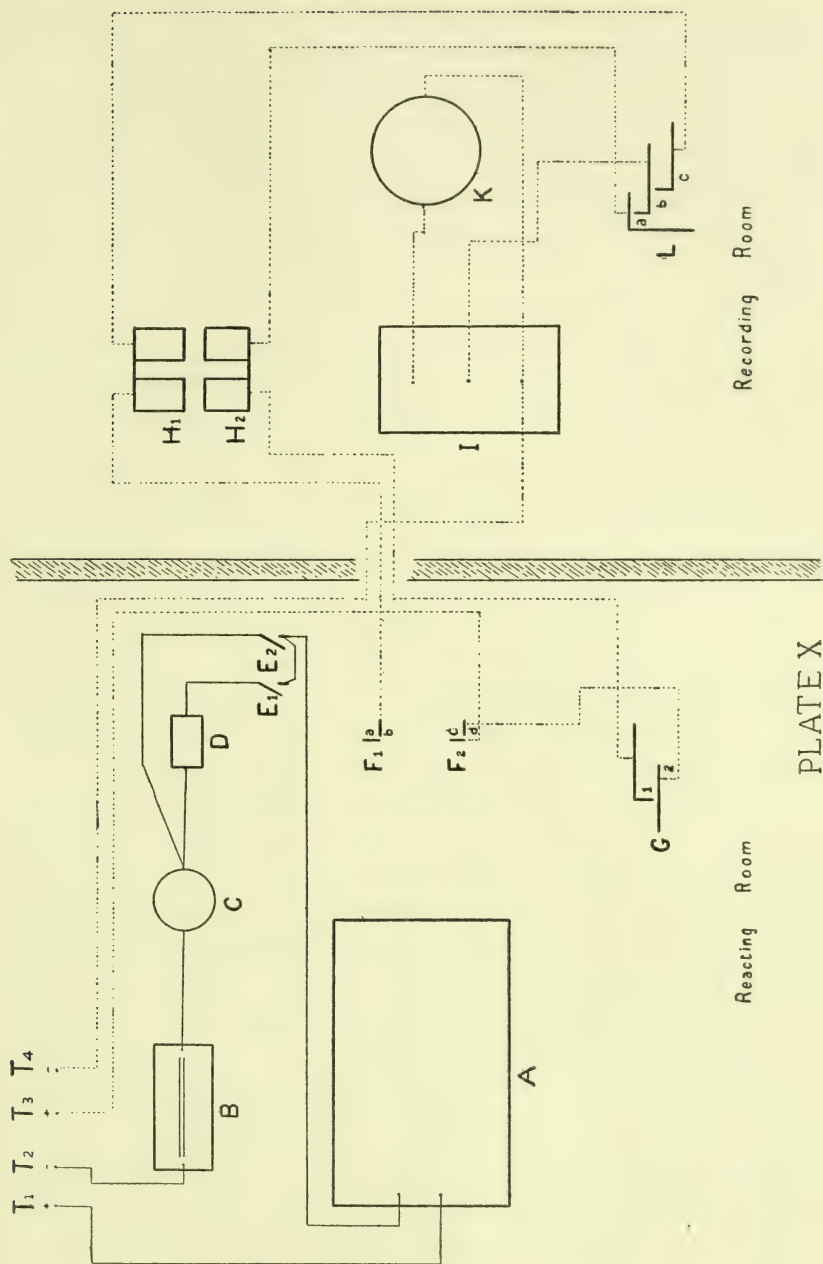 T1 T2 T3 T4
+ - + -
B
C
D
E1
E2
H1
H2
F1
a
b
F2
c
d
I
K
A
G
1
2
L
a
b
c
Reacting Room
Recording Room
PLATE X